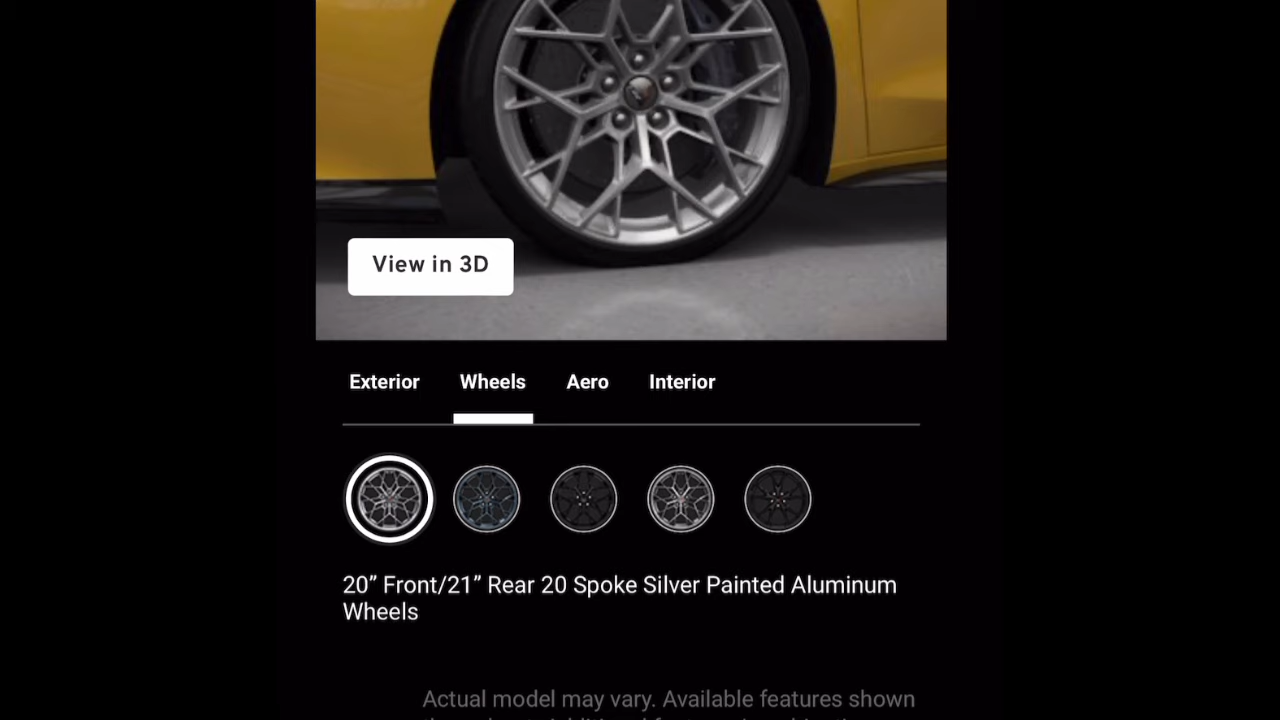 View in 3D
Exterior Wheels Aero Interior
20” Front/21” Rear 20 Spoke Silver Painted Aluminum
Wheels
Actual model may vary. Available features shown